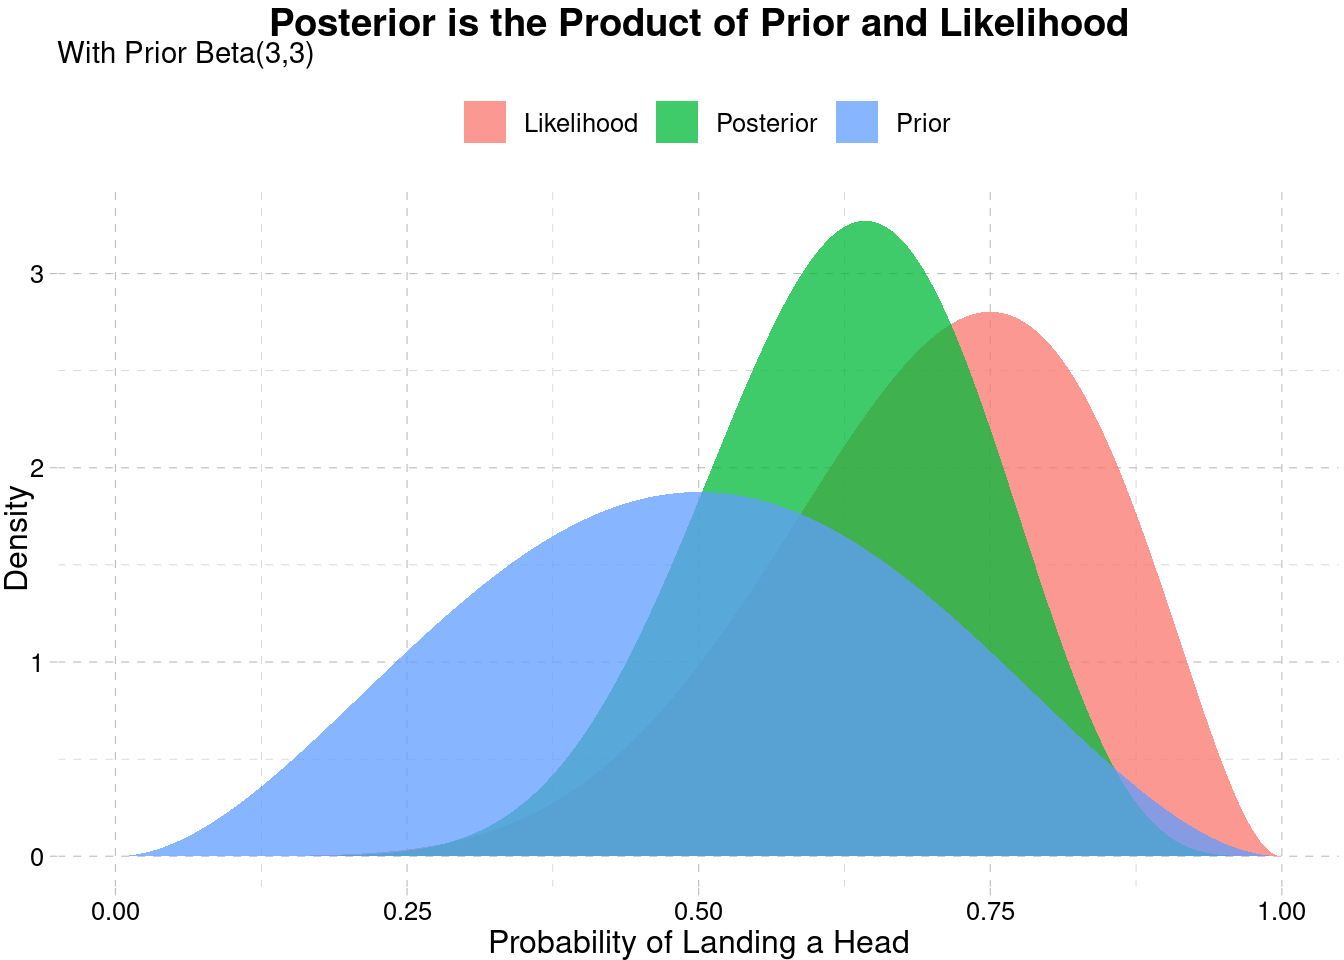 Posterior is the Product of Prior and Likelihood
With Prior Beta(3,3)
Likelihood Posterior Prior
3
2
1
0
Density
0.00 0.25 0.50 0.75 1.00
Probability of Landing a Head